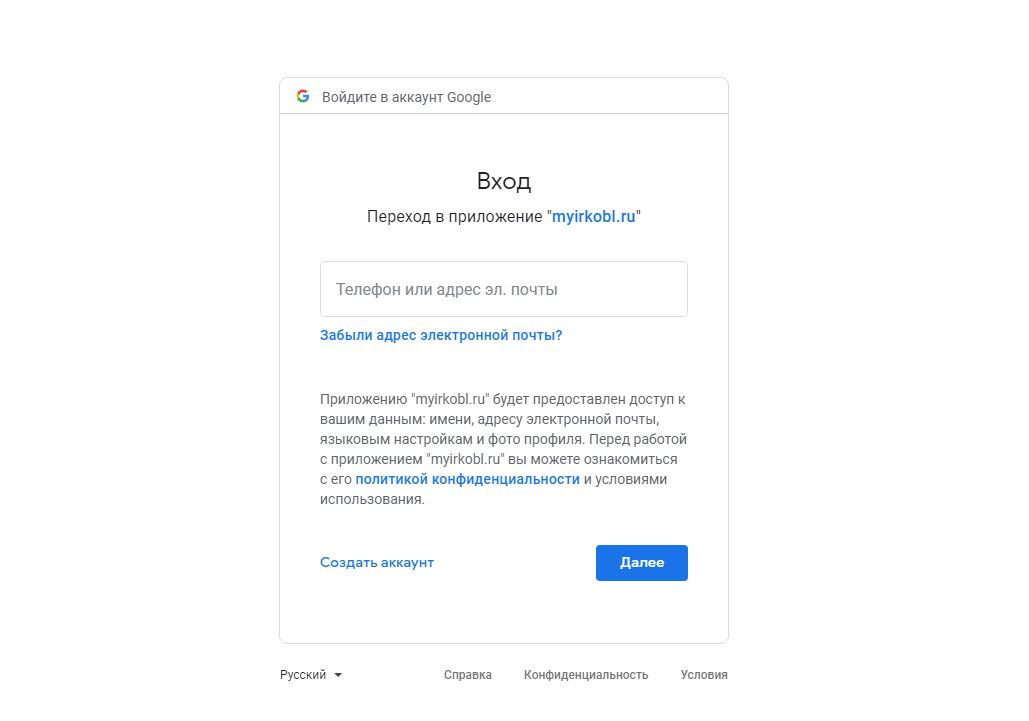 Войдите в аккаунт Google
Вход
Переход в приложение "myirkobl.ru"
Телефон или адрес эл. почты
Забыли адрес электронной почты?
Приложению "myirkobl.ru" будет предоставлен доступ к
вашим данным: имени, адресу электронной почты,
языковым настройкам и фото профиля. Перед работой
с приложением "myirkobl.ru" вы можете ознакомиться
с его политикой конфиденциальности и условиями
использования.
Создать аккаунт Далее
Русский Справка Конфиденциальность Условия